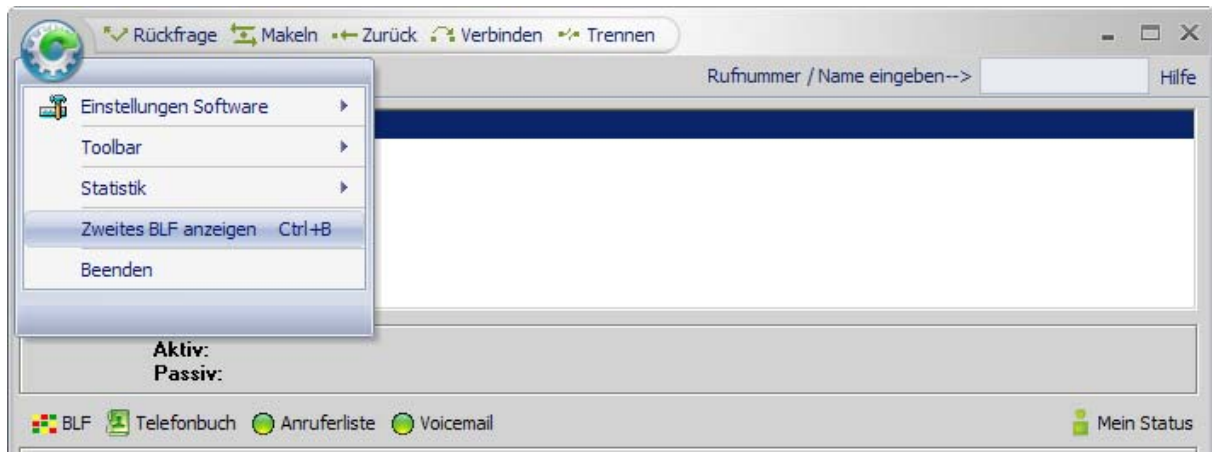 Rückfrage Makeln Zurück Verbinden Trennen
Rufnummer / Name eingeben--> Hilfe
Einstellungen Software
Toolbar
Statistik
Zweites BLF anzeigen Ctrl+B
Beenden
Aktiv:
Passiv:
BLF Telefonbuch Anruferliste Voicemail Mein Status